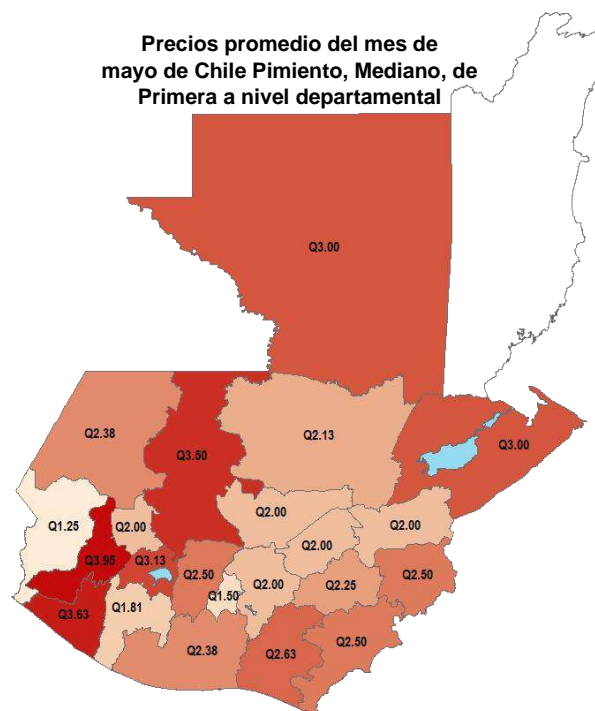 Precios promedio del mes de
mayo de Chile Pimiento, Mediano, de
Primera a nivel departamental
Q3.00
Q2.38
Q2.13
Q3.50
Q3.00
Q1.25
Q2.00
Q2.00
Q2.00
Q2.00
Q3.95
Q3.13
Q2.50
Q2.00
Q2.25
Q2.50
Q3.63
Q1.81
Q1.50
Q2.50
Q2.38
Q2.63